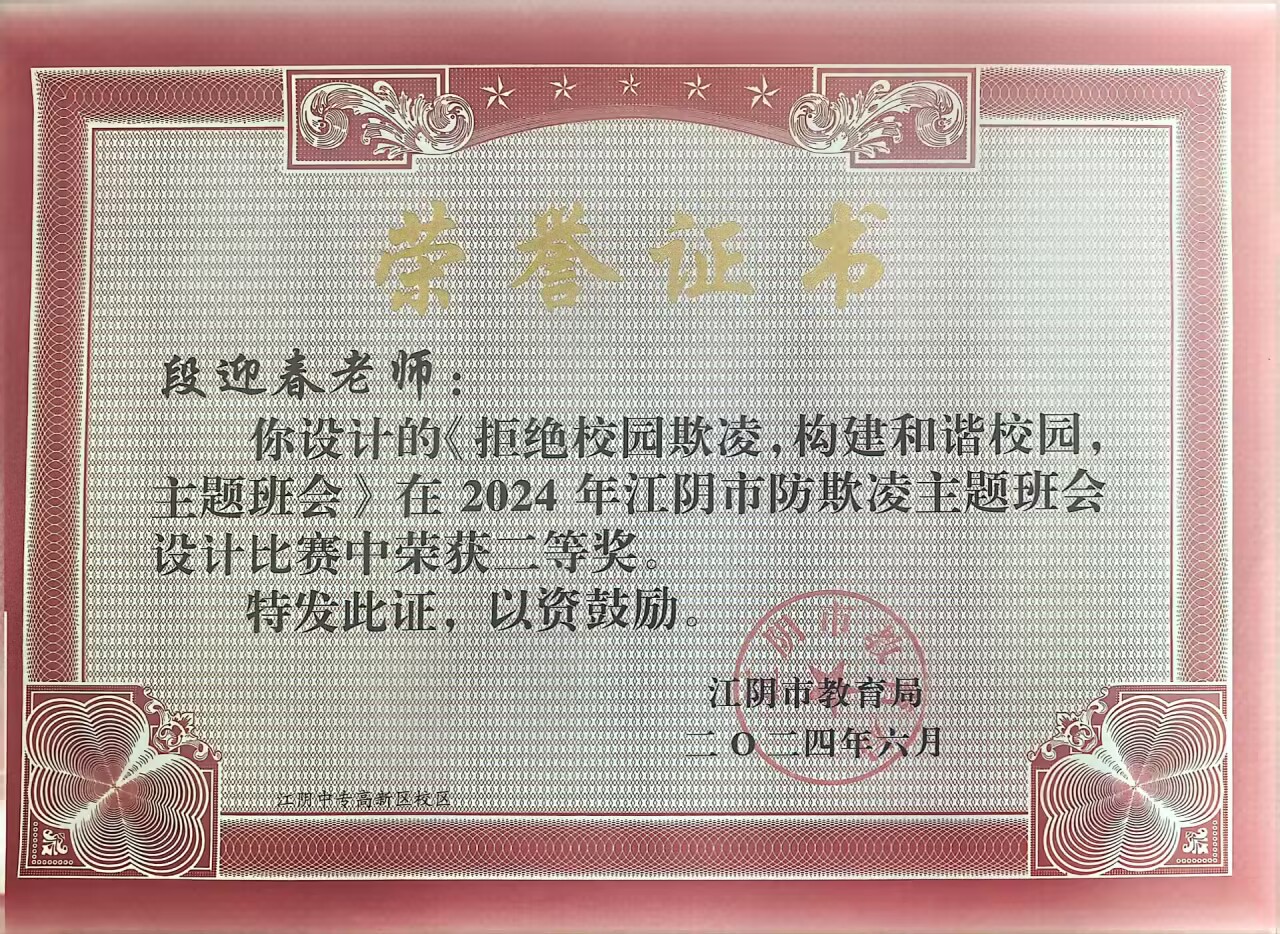 荣誉证书
段迎春老师：
你设计的《拒绝校园欺凌，构建和谐校园，
主题班会》在 2024 年江阴市防欺凌主题班会
设计比赛中荣获二等奖。
特发此证，以资鼓励。
阴市教
江阴市教育局
二〇二四年六月
江阴中专高新区校区